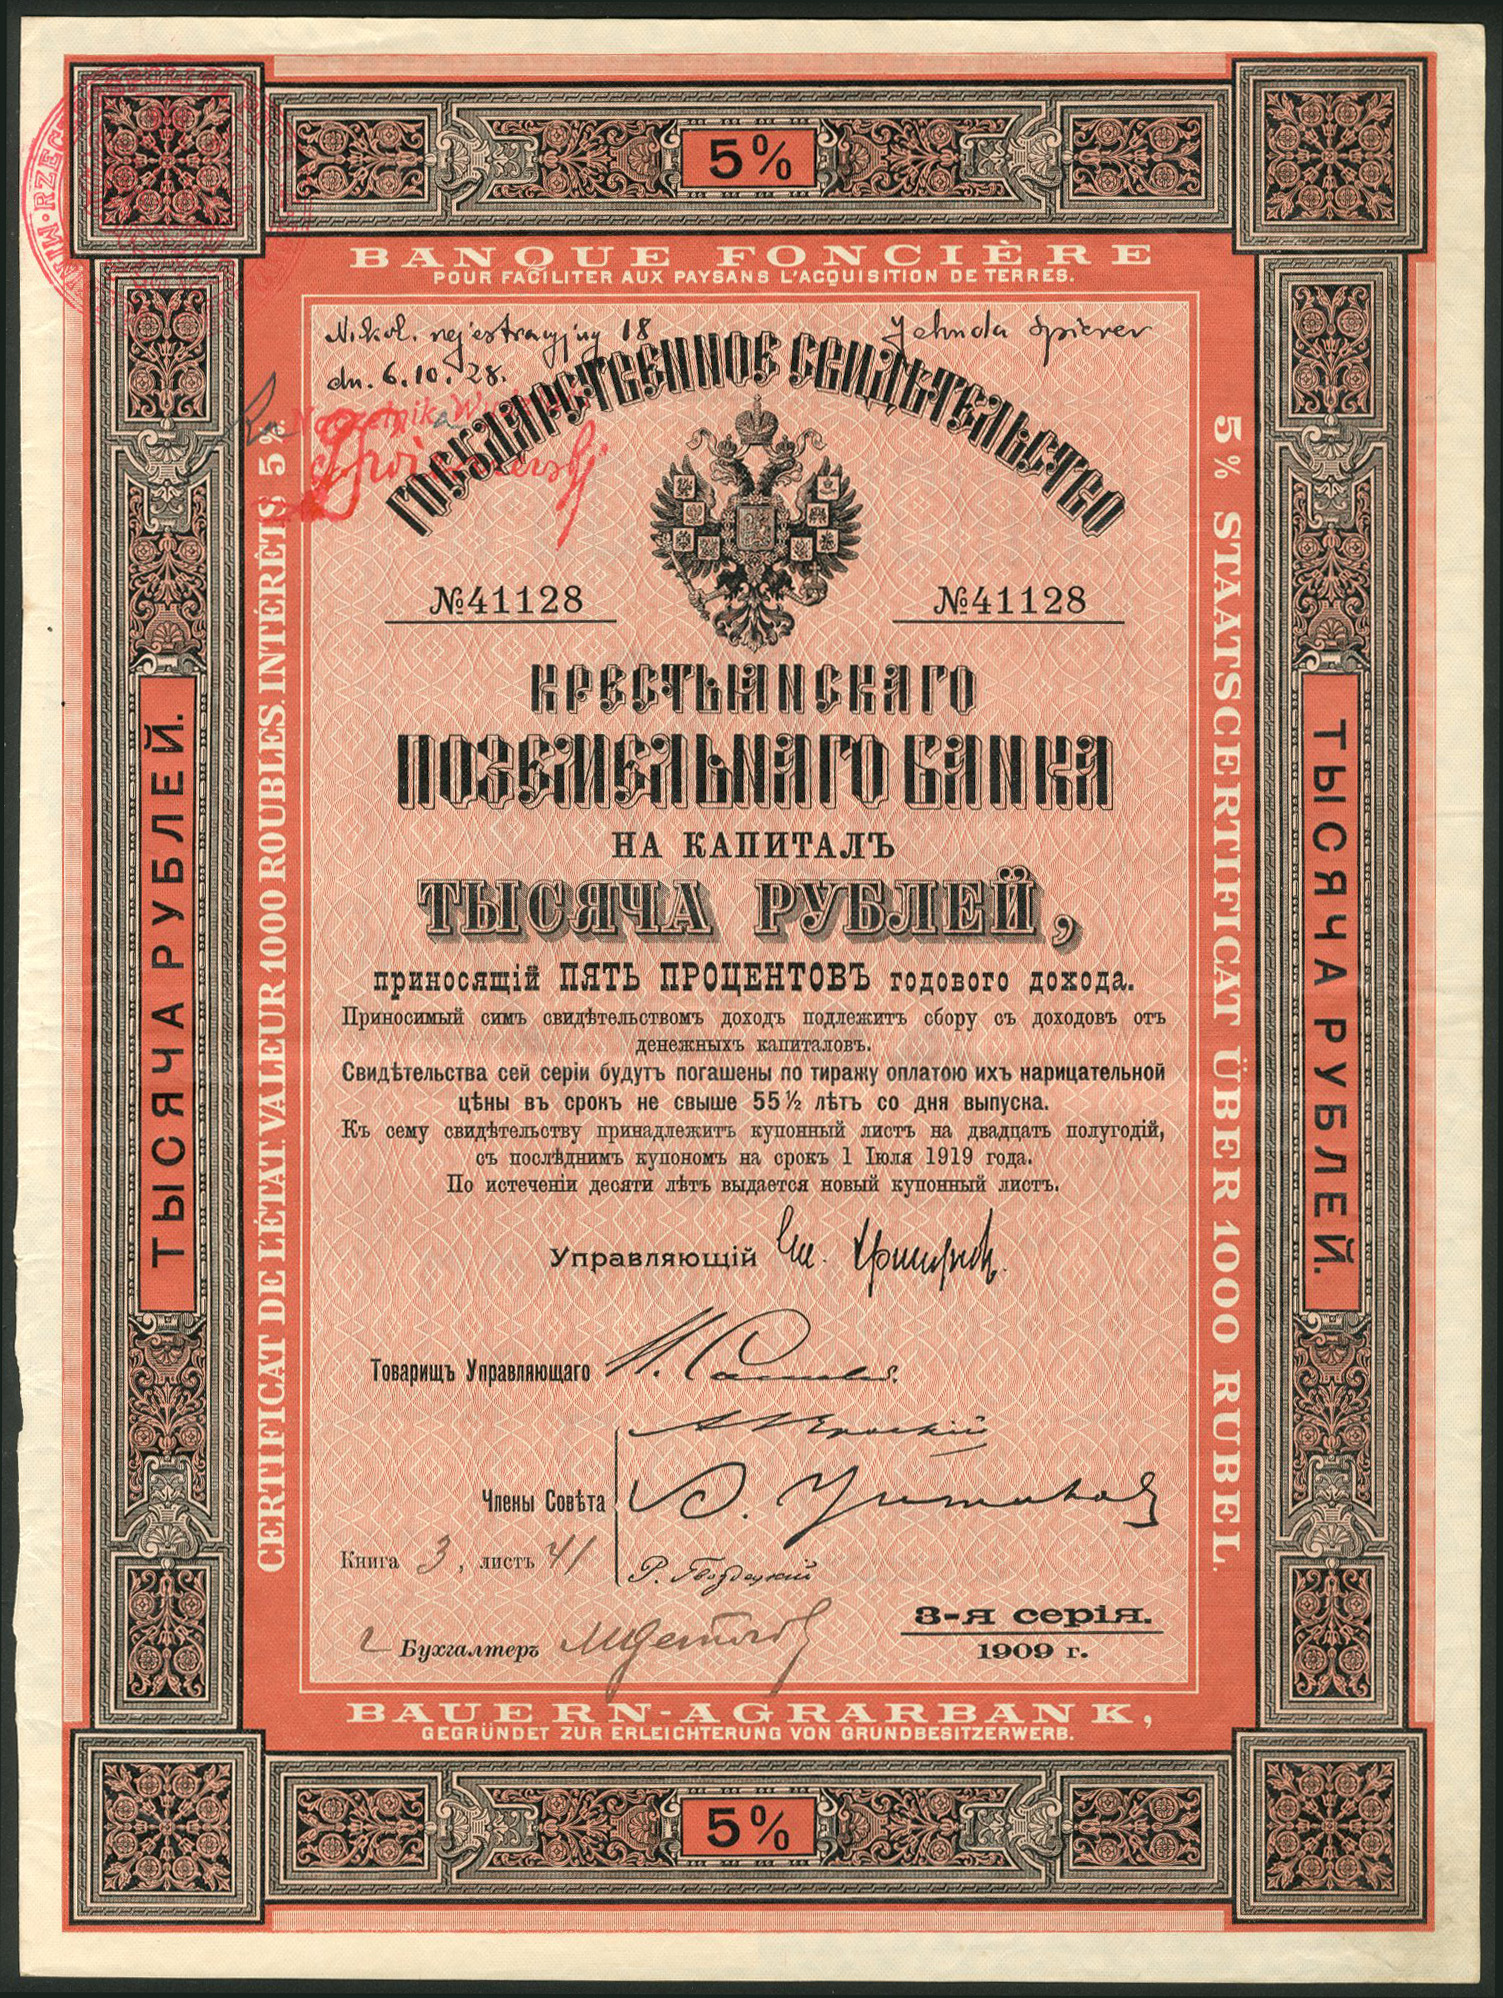 5%
BANQUE FONCIÈRE
POUR FACILITER AUX PAYSANS L'ACQUISITION DE TERRES.
dn. 6.10.28.
18
Jehuda Spierer
Naczelnika
ГОСУДАРСТВЕННОЕ СВИДѢТЕЛЬСТВО
№41128
№41128
КРЕСТЬЯНСКАГО
ПОЗЕМЕЛЬНАГО БАНКА
НА КАПИТАЛЪ
ТЫСЯЧА РУБЛЕЙ,
приносящій ПЯТЬ ПРОЦЕНТОВЪ годового дохода.
Приносимый симъ свидѣтельствомъ доходъ подлежитъ сбору съ доходовъ отъ
денежныхъ капиталовъ.
Свидѣтельства сей серіи будутъ погашены по тиражу оплатою ихъ нарицательной
цѣны въ срокъ не свыше 55½ лѣтъ со дня выпуска.
Къ сему свидѣтельству принадлежитъ купонный листъ на двадцать полугодій,
съ послѣднимъ купономъ на срокъ 1 Іюля 1919 года.
По истеченіи десяти лѣтъ выдается новый купонный листъ.
Управляющій
Товарищъ Управляющаго
Члены Совѣта
Р. Гвоздецкій
Книга 3, листъ 41
Бухгалтеръ
3-я серія.
1909 г.
BAUERN-AGRARBANK,
GEGRÜNDET ZUR ERLEICHTERUNG VON GRUNDBESITZERWERB.
5%
ТЫСЯЧА РУБЛЕЙ.
CERTIFICAT DE L'ÉTAT. VALEUR 1000 ROUBLES. INTÉRÊTS 5%.
5% STAATSCERTIFICAT ÜBER 1000 RUBEL.
ТЫСЯЧА РУБЛЕЙ.